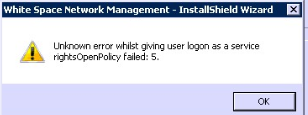 White Space Network Management - InstallShield Wizard
Unknown error whilst giving user logon as a service
rightsOpenPolicy failed: 5.
OK